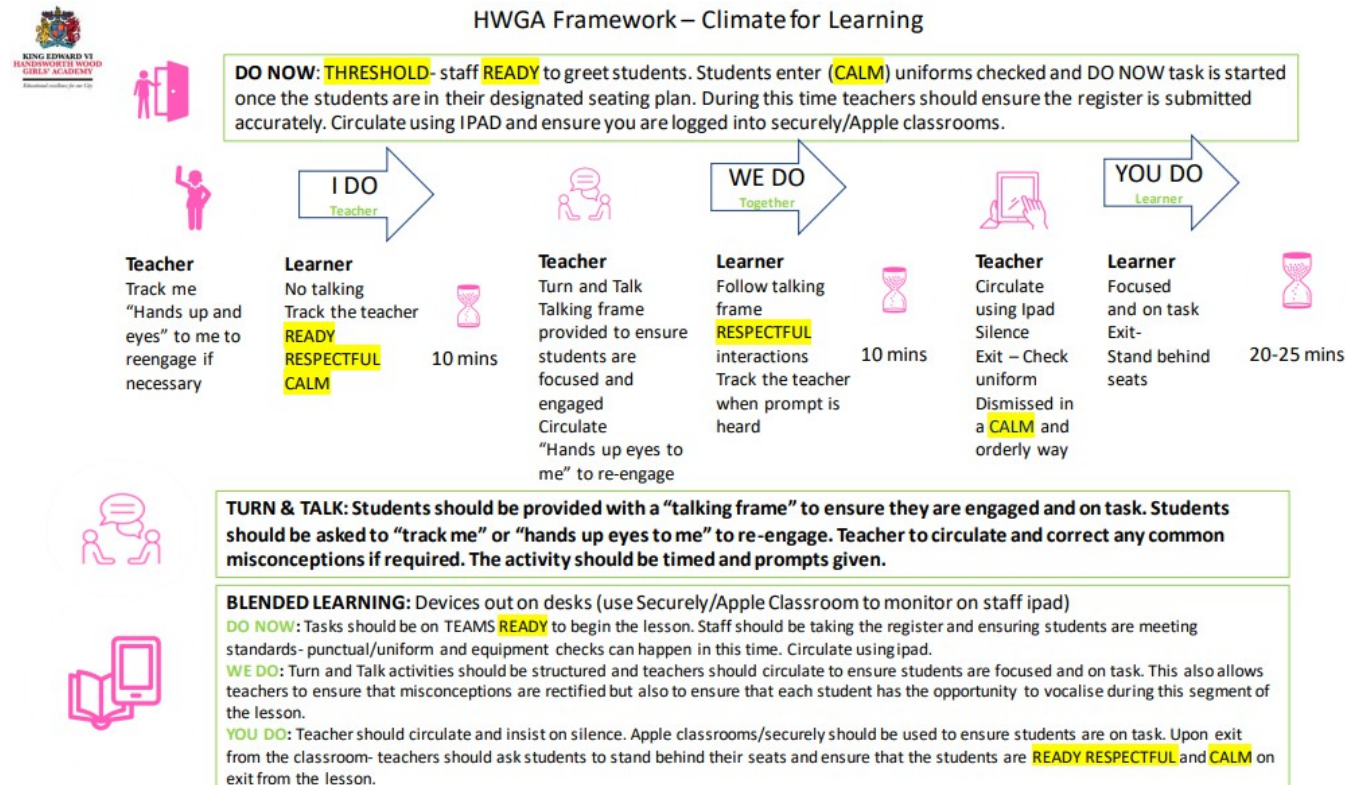 HWGA Framework – Climate for Learning
KING EDWARD VI
HANDSWORTH WOOD
GIRLS' ACADEMY
Educational excellence for our City
DO NOW: THRESHOLD- staff READY to greet students. Students enter (CALM) uniforms checked and DO NOW task is started
once the students are in their designated seating plan. During this time teachers should ensure the register is submitted
accurately. Circulate using IPAD and ensure you are logged into securely/Apple classrooms.
I DO
Teacher
WE DO
Together
YOU DO
Learner
Teacher
Track me
“Hands up and
eyes” to me to
reengage if
necessary
Learner
No talking
Track the teacher
READY
RESPECTFUL
CALM
10 mins
Teacher
Turn and Talk
Talking frame
provided to ensure
students are
focused and
engaged
Circulate
“Hands up eyes to
me” to re-engage
Learner
Follow talking
frame
RESPECTFUL
interactions
Track the teacher
when prompt is
heard
10 mins
Teacher
Circulate
using Ipad
Silence
Exit – Check
uniform
Dismissed in
a CALM and
orderly way
Learner
Focused
and on task
Exit-
Stand behind
seats
20-25 mins
TURN & TALK: Students should be provided with a “talking frame” to ensure they are engaged and on task. Students
should be asked to “track me” or “hands up eyes to me” to re-engage. Teacher to circulate and correct any common
misconceptions if required. The activity should be timed and prompts given.
BLENDED LEARNING: Devices out on desks (use Securely/Apple Classroom to monitor on staff ipad)
DO NOW: Tasks should be on TEAMS READY to begin the lesson. Staff should be taking the register and ensuring students are meeting
standards- punctual/uniform and equipment checks can happen in this time. Circulate using ipad.
WE DO: Turn and Talk activities should be structured and teachers should circulate to ensure students are focused and on task. This also allows
teachers to ensure that misconceptions are rectified but also to ensure that each student has the opportunity to vocalise during this segment of
the lesson.
YOU DO: Teacher should circulate and insist on silence. Apple classrooms/securely should be used to ensure students are on task. Upon exit
from the classroom- teachers should ask students to stand behind their seats and ensure that the students are READY RESPECTFUL and CALM on
exit from the lesson.